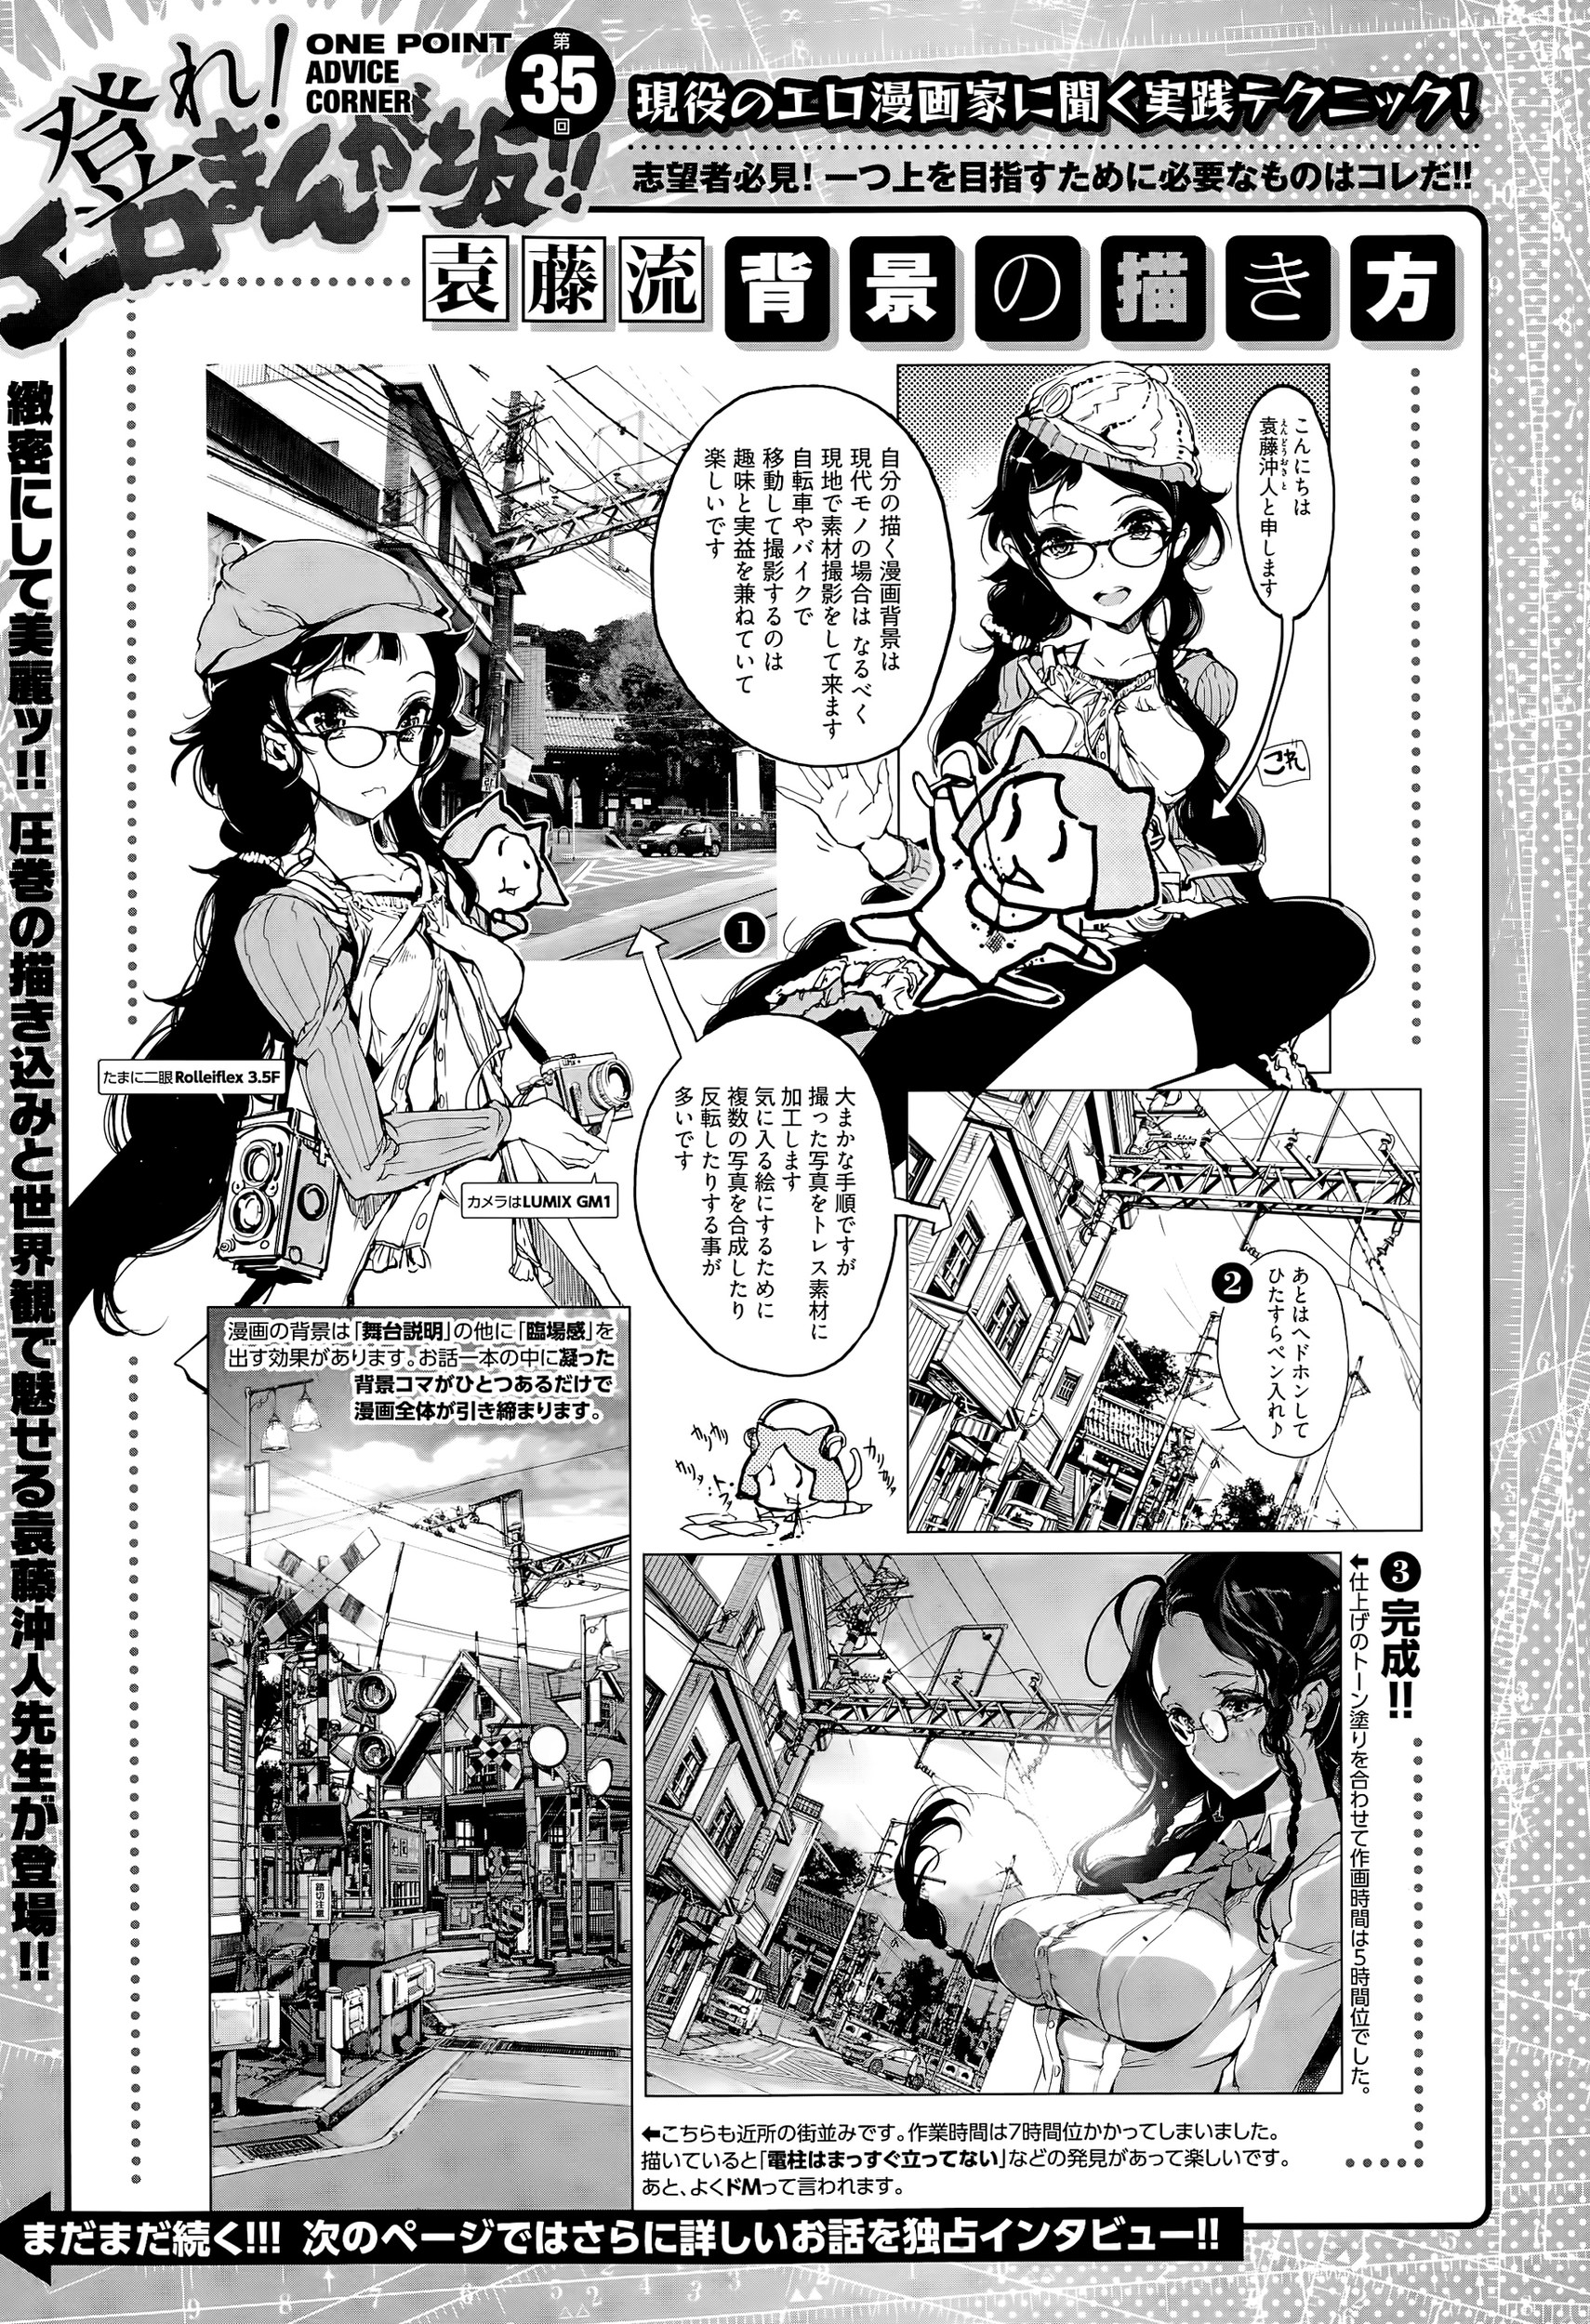 登れ！
エロまんが坂!!
ONE POINT
ADVICE
CORNER
第
35
回
現役のエロ漫画家に聞く実践テクニック！
志望者必見！一つ上を目指すために必要なものはコレだ!!
袁藤流 背景の描き方
緻密にして美麗ッ!! 圧巻の描き込みと世界観で魅せる袁藤沖人先生が登場!!
こんにちは
袁藤沖人と申します
えんどうおきと
これ
自分の描く漫画背景は
現代モノの場合は なるべく
現地で素材撮影をして来ます
自転車やバイクで
移動して撮影するのは
趣味と実益を兼ねていて
楽しいです
1
たまに二眼Rolleiflex 3.5F
カメラはLUMIX GM1
大まかな手順ですが
撮った写真をトレス素材に
加工します
気に入る絵にするために
複数の写真を合成したり
反転したりする事が
多いです
2
あとはヘドホンして
ひたすらペン入れ♪
カリカリ
カリカリ
漫画の背景は「舞台説明」の他に「臨場感」を
出す効果があります。お話一本の中に凝った
背景コマがひとつあるだけで
漫画全体が引き締まります。
踏切注意
3 完成!!
⬅仕上げのトーン塗りを合わせて作画時間は5時間位でした。
⬅こちらも近所の街並みです。作業時間は7時間位かかってしまいました。
描いていると「電柱はまっすぐ立ってない」などの発見があって楽しいです。
あと、よくドMって言われます。
まだまだ続く!!! 次のページではさらに詳しいお話を独占インタビュー!!